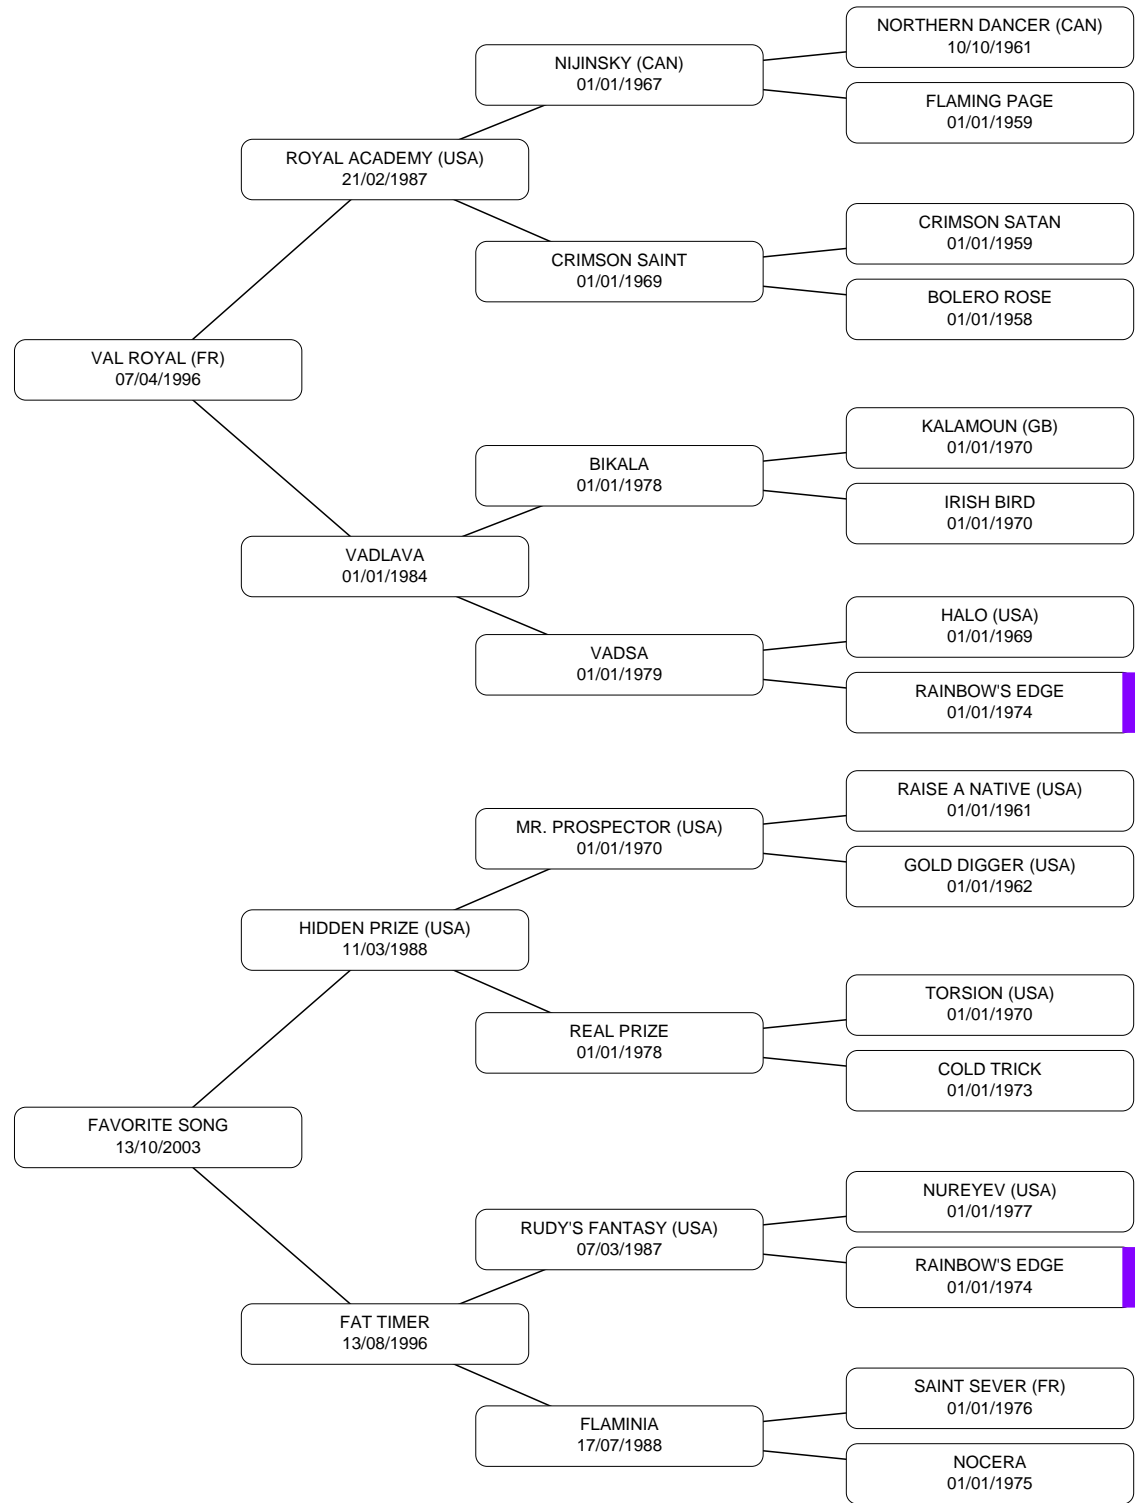 NORTHERN DANCER (CAN)
10/10/1961
NIJINSKY (CAN)
01/01/1967
FLAMING PAGE
01/01/1959
ROYAL ACADEMY (USA)
21/02/1987
CRIMSON SATAN
01/01/1959
CRIMSON SAINT
01/01/1969
BOLERO ROSE
01/01/1958
VAL ROYAL (FR)
07/04/1996
KALAMOUN (GB)
01/01/1970
BIKALA
01/01/1978
IRISH BIRD
01/01/1970
VADLAVA
01/01/1984
HALO (USA)
01/01/1969
VADSA
01/01/1979
RAINBOW'S EDGE
01/01/1974
RAISE A NATIVE (USA)
01/01/1961
MR. PROSPECTOR (USA)
01/01/1970
GOLD DIGGER (USA)
01/01/1962
HIDDEN PRIZE (USA)
11/03/1988
TORSION (USA)
01/01/1970
REAL PRIZE
01/01/1978
COLD TRICK
01/01/1973
FAVORITE SONG
13/10/2003
NUREYEV (USA)
01/01/1977
RUDY'S FANTASY (USA)
07/03/1987
RAINBOW'S EDGE
01/01/1974
FAT TIMER
13/08/1996
SAINT SEVER (FR)
01/01/1976
FLAMINIA
17/07/1988
NOCERA
01/01/1975